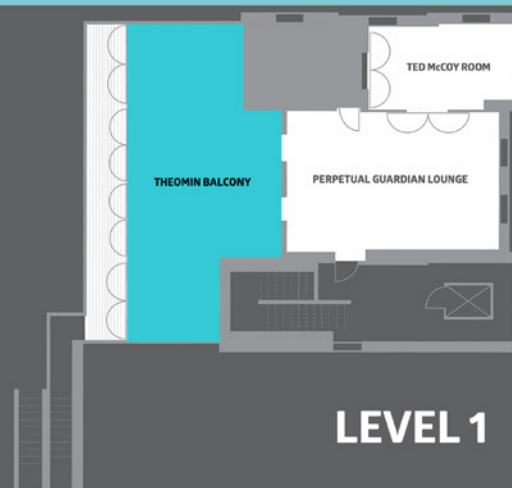 TED McCOY ROOM
THEOMIN BALCONY
PERPETUAL GUARDIAN LOUNGE
LEVEL 1